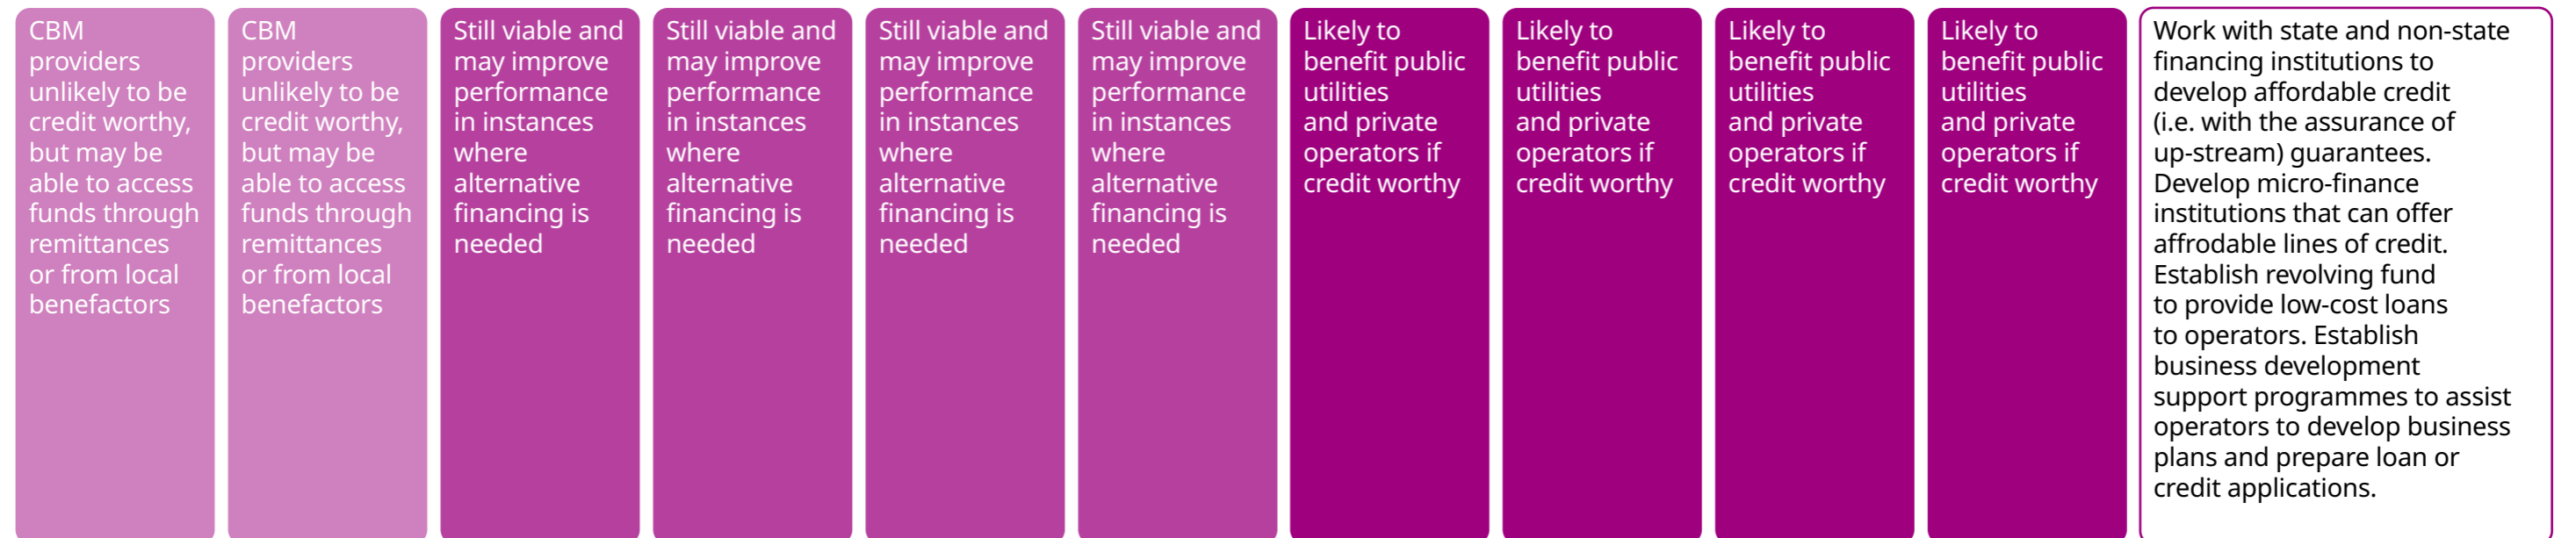 CBM
providers
unlikely to be
credit worthy,
but may be
able to access
funds through
remittances
or from local
benefactors
CBM
providers
unlikely to be
credit worthy,
but may be
able to access
funds through
remittances
or from local
benefactors
Still viable and
may improve
performance
in instances
where
alternative
financing is
needed
Still viable and
may improve
performance
in instances
where
alternative
financing is
needed
Still viable and
may improve
performance
in instances
where
alternative
financing is
needed
Still viable and
may improve
performance
in instances
where
alternative
financing is
needed
Likely to
benefit public
utilities
and private
operators if
credit worthy
Likely to
benefit public
utilities
and private
operators if
credit worthy
Likely to
benefit public
utilities
and private
operators if
credit worthy
Likely to
benefit public
utilities
and private
operators if
credit worthy
Work with state and non-state
financing institutions to
develop affordable credit
(i.e. with the assurance of
up-stream) guarantees.
Develop micro-finance
institutions that can offer
affrodable lines of credit.
Establish revolving fund
to provide low-cost loans
to operators. Establish
business development
support programmes to assist
operators to develop business
plans and prepare loan or
credit applications.